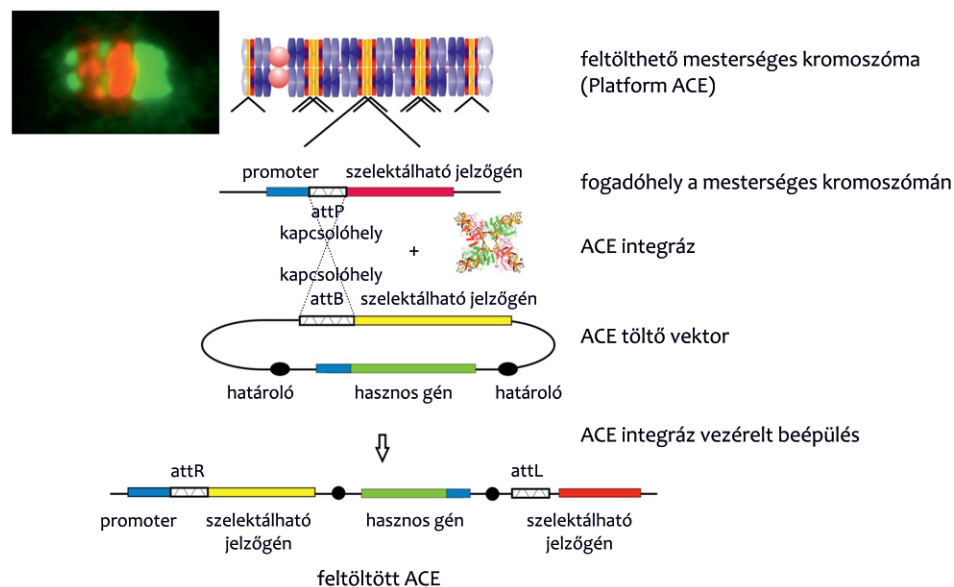 feltölthető mesterséges kromoszóma
(Platform ACE)
promoter
szelektálható jelzőgén
fogadóhely a mesterséges kromoszómán
attP
kapcsolóhely
+
ACE integráz
kapcsolóhely
attB
szelektálható jelzőgén
ACE töltő vektor
határoló
hasznos gén
határoló
ACE integráz vezérelt beépülés
attR
attL
promoter
szelektálható
jelzőgén
hasznos gén
szelektálható
jelzőgén
feltöltött ACE